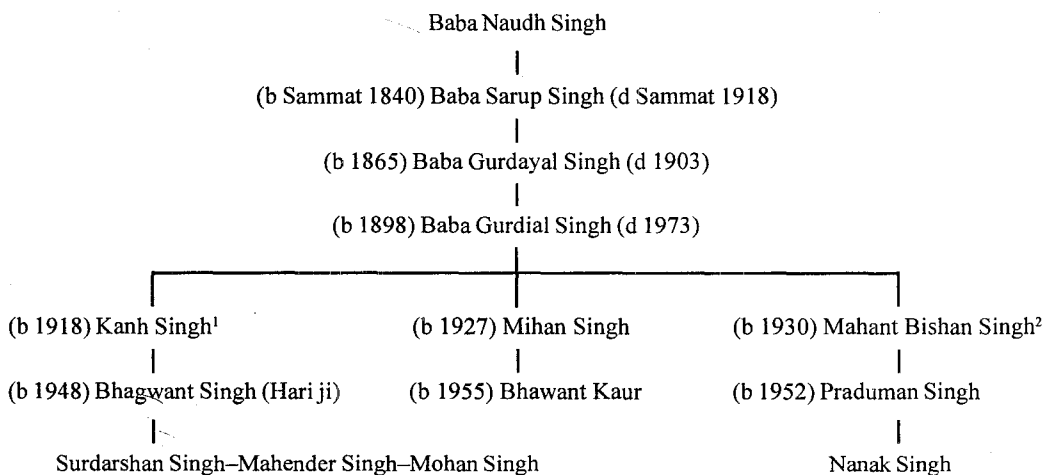 Baba Naudh Singh
(b Sammat 1840) Baba Sarup Singh (d Sammat 1918)
(b 1865) Baba Gurdayal Singh (d 1903)
(b 1898) Baba Gurdial Singh (d 1973)
(b 1918) Kanh Singh¹ (b 1927) Mihan Singh (b 1930) Mahant Bishan Singh²
(b 1948) Bhagwant Singh (Hari ji) (b 1955) Bhawant Kaur (b 1952) Praduman Singh
Surdarshan Singh–Mahender Singh–Mohan Singh Nanak Singh